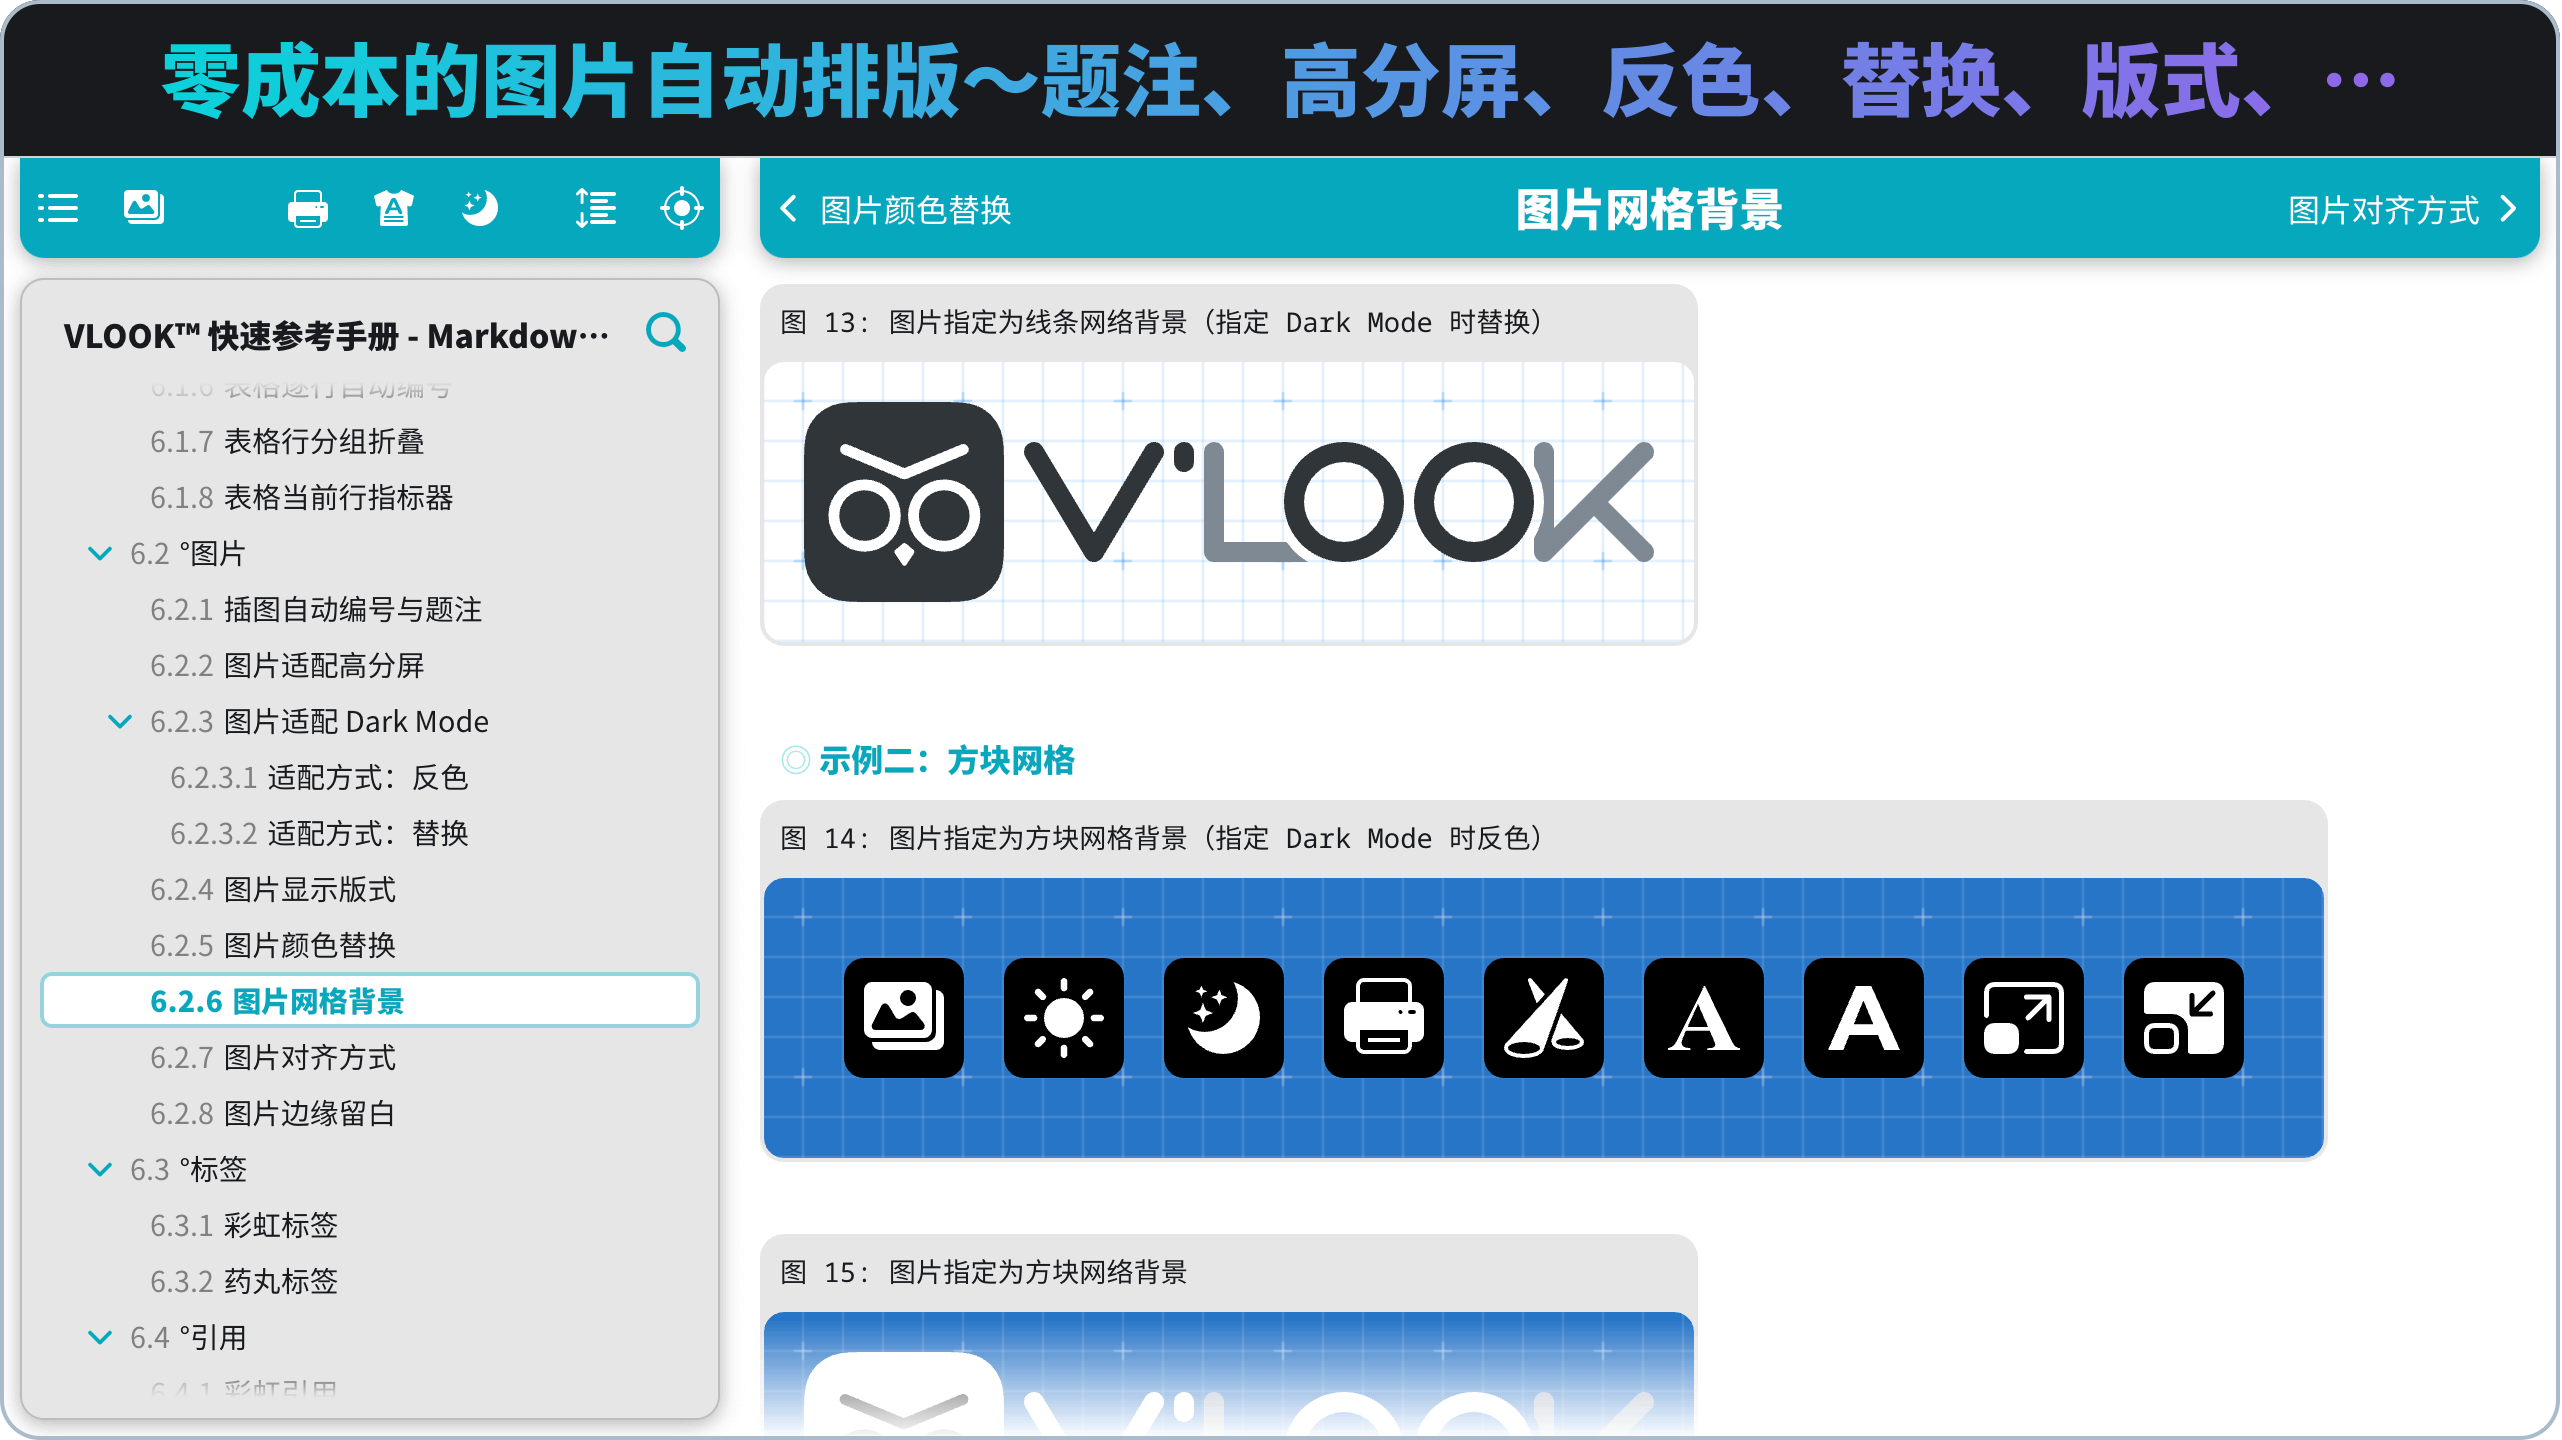 零成本的图片自动排版～题注、高分屏、反色、替换、版式、…
图片颜色替换
图片网格背景
图片对齐方式
VLOOK™ 快速参考手册 - Markdow…
6.1.6 表格逐行自动编号
6.1.7 表格行分组折叠
6.1.8 表格当前行指标器
6.2 °图片
6.2.1 插图自动编号与题注
6.2.2 图片适配高分屏
6.2.3 图片适配 Dark Mode
6.2.3.1 适配方式：反色
6.2.3.2 适配方式：替换
6.2.4 图片显示版式
6.2.5 图片颜色替换
6.2.6 图片网格背景
6.2.7 图片对齐方式
6.2.8 图片边缘留白
6.3 °标签
6.3.1 彩虹标签
6.3.2 药丸标签
6.4 °引用
6.4.1 彩虹引用
图 13: 图片指定为线条网络背景（指定 Dark Mode 时替换）
V'LOOK
◎ 示例二：方块网格
图 14: 图片指定为方块网格背景（指定 Dark Mode 时反色）
A A
图 15: 图片指定为方块网络背景
V'LOOK